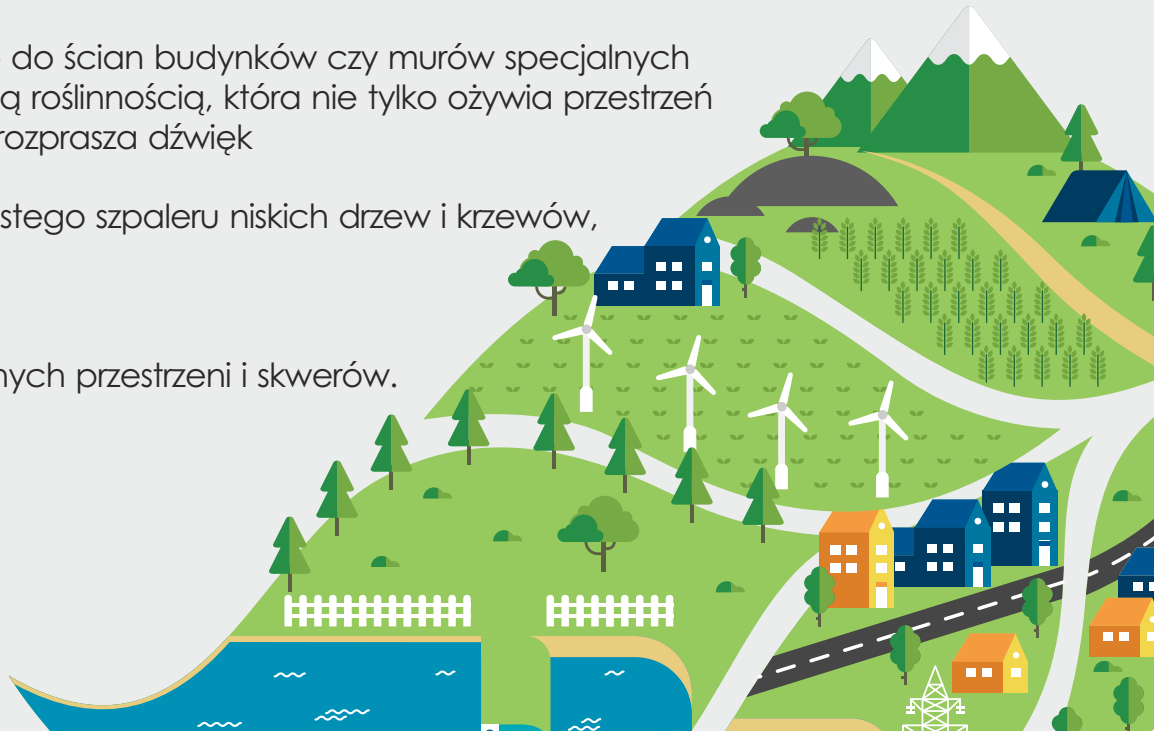 do ścian budynków czy murów specjalnych
ą roślinnością, która nie tylko ożywia przestrzeń
rozprasza dźwięk
stego szpaleru niskich drzew i krzewów,
nych przestrzeni i skwerów.